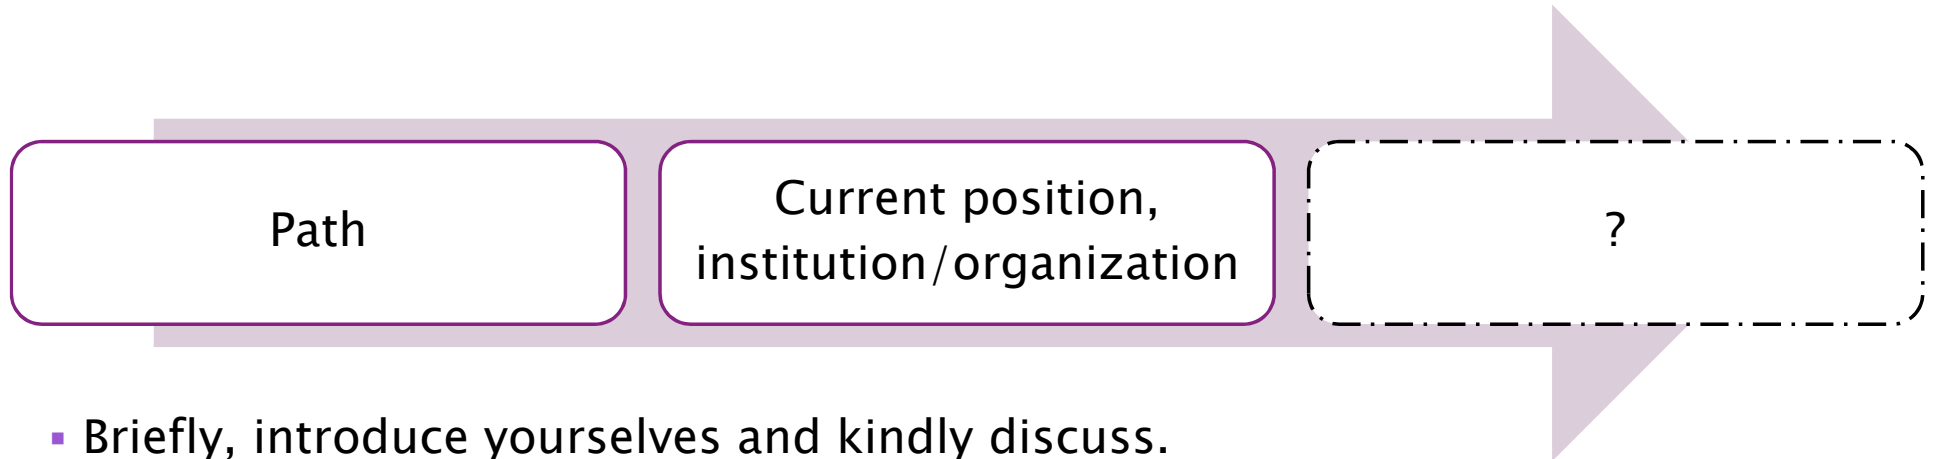 Path
Current position,
institution/organization
?
▪ Briefly, introduce yourselves and kindly discuss.